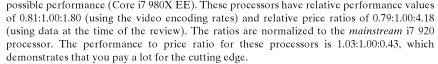 possible performance (Core i7 980X EE). These processors have relative performance values
of 0.81:1.00:1.80 (using the video encoding rates) and relative price ratios of 0.79:1.00:4.18
(using data at the time of the review). The ratios are normalized to the mainstream i7 920
processor. The performance to price ratio for these processors is 1.03:1.00:0.43, which
demonstrates that you pay a lot for the cutting edge.